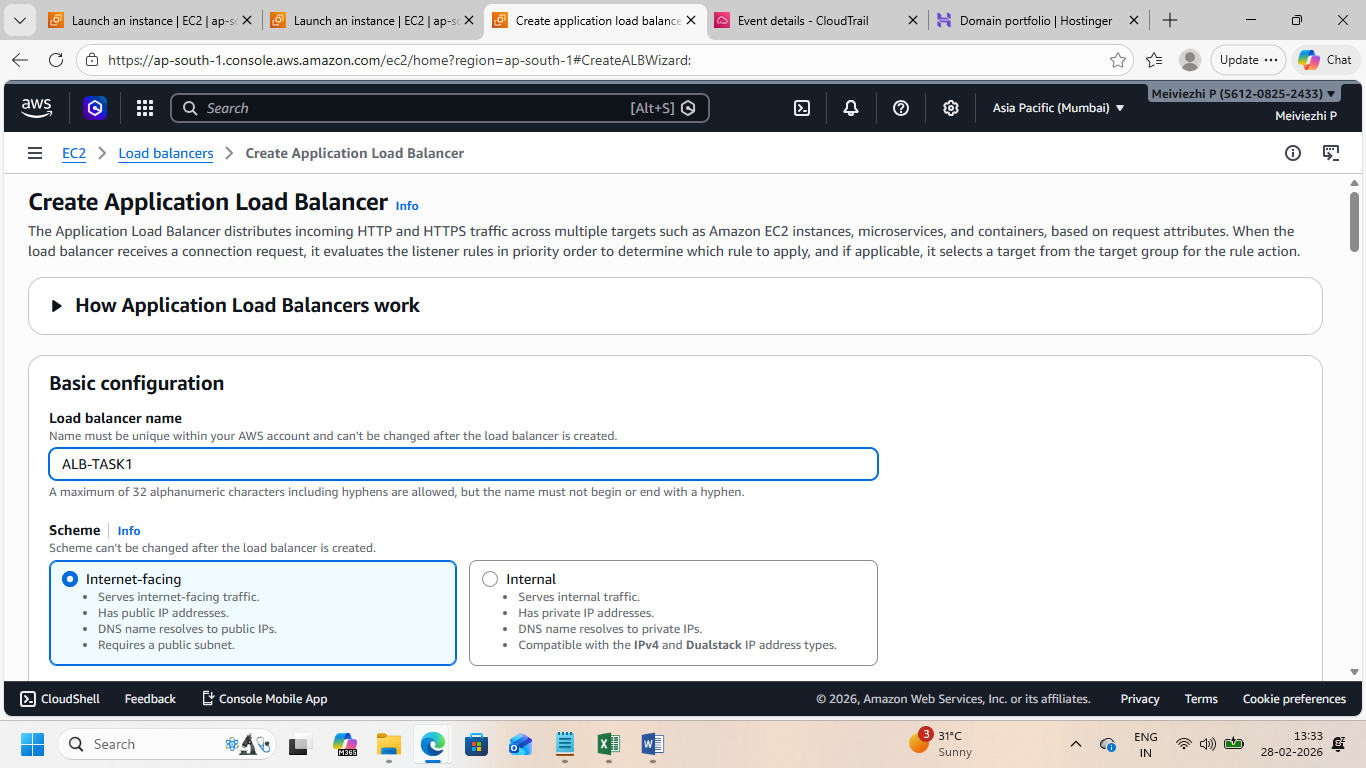 Launch an instance | EC2 | ap-so
Launch an instance | EC2 | ap-so
Create application load balance
Event details - CloudTrail
Domain portfolio | Hostinger
https://ap-south-1.console.aws.amazon.com/ec2/home?region=ap-south-1#CreateALBWizard:
Update
Chat
aws
Search
[Alt+S]
Asia Pacific (Mumbai)
Meiviezhi P (5612-0825-2433)
Meiviezhi P
EC2
Load balancers
Create Application Load Balancer
Create Application Load Balancer Info
The Application Load Balancer distributes incoming HTTP and HTTPS traffic across multiple targets such as Amazon EC2 instances, microservices, and containers, based on request attributes. When the
load balancer receives a connection request, it evaluates the listener rules in priority order to determine which rule to apply, and if applicable, it selects a target from the target group for the rule action.
How Application Load Balancers work
Basic configuration
Load balancer name
Name must be unique within your AWS account and can't be changed after the load balancer is created.
ALB-TASK1
A maximum of 32 alphanumeric characters including hyphens are allowed, but the name must not begin or end with a hyphen.
Scheme Info
Scheme can't be changed after the load balancer is created.
Internet-facing
• Serves internet-facing traffic.
• Has public IP addresses.
• DNS name resolves to public IPs.
• Requires a public subnet.
Internal
• Serves internal traffic.
• Has private IP addresses.
• DNS name resolves to private IPs.
• Compatible with the IPv4 and Dualstack IP address types.
CloudShell
Feedback
Console Mobile App
© 2026, Amazon Web Services, Inc. or its affiliates.
Privacy
Terms
Cookie preferences
Search
M365
3
31°C
Sunny
ENG
IN
13:33
28-02-2026